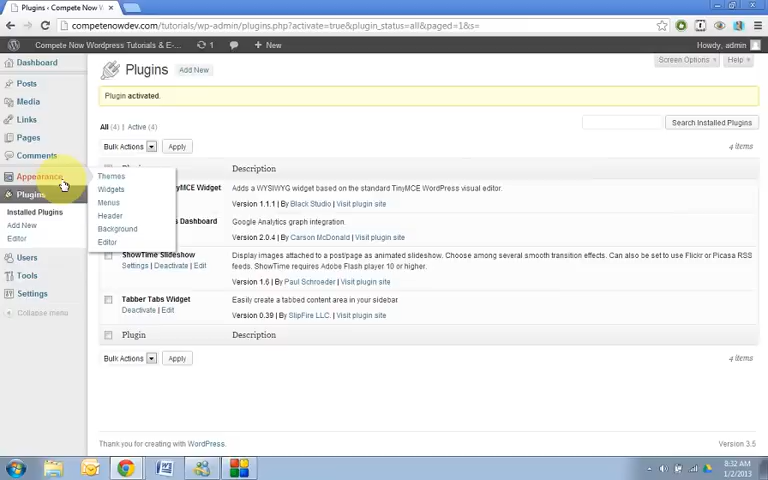 Plugins ‹ Compete Now Wo
competenowdev.com/tutorials/wp-admin/plugins.php?activate=true&plugin_status=all&paged=1&s=
Compete Now Wordpress Tutorials & E-...
1
+ New
Howdy, admin
Dashboard
Posts
Media
Links
Pages
Comments
Appearance
Plugins
Installed Plugins
Add New
Editor
Users
Tools
Settings
Collapse menu
Themes
Widgets
Menus
Header
Background
Editor
Screen Options
Help
Plugins
Add New
Plugin activated.
All (4) | Active (4)
Search Installed Plugins
Bulk Actions
Apply
4 items
Description
nyMCE Widget
Adds a WYSIWYG widget based on the standard TinyMCE WordPress visual editor.
Version 1.1.1 | By Black Studio | Visit plugin site
s Dashboard
Google Analytics graph integration.
Version 2.0.4 | By Carson McDonald | Visit plugin site
ShowTime Slideshow
Settings | Deactivate | Edit
Display images attached to a post/page as animated slideshow. Choose among several smooth transition effects. Can also be set to use Flickr or Picasa RSS
feeds. ShowTime requires Adobe Flash player 10 or higher.
Version 1.6 | By Paul Schroeder | Visit plugin site
Tabber Tabs Widget
Deactivate | Edit
Easily create a tabbed content area in your sidebar
Version 0.39 | By SlipFire LLC. | Visit plugin site
Plugin
Description
Bulk Actions
Apply
4 items
Thank you for creating with WordPress.
Version 3.5
8:32 AM
1/2/2013